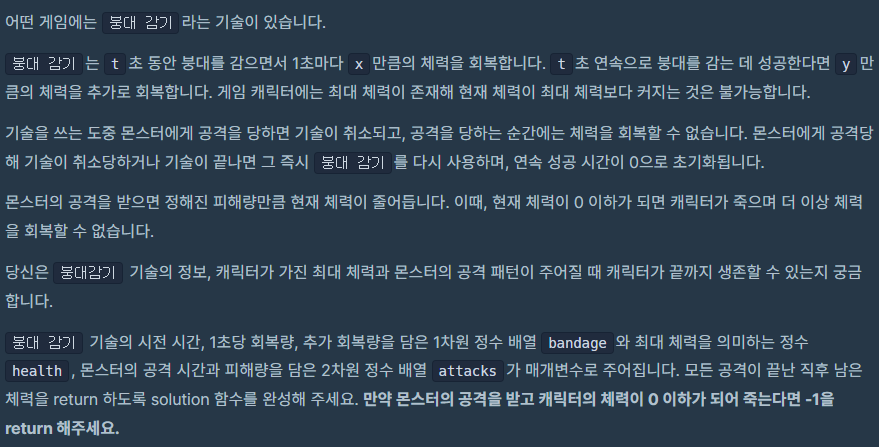 어떤 게임에는 붕대 감기라는 기술이 있습니다.
붕대 감기는 t초 동안 붕대를 감으면서 1초마다 x만큼의 체력을 회복합니다. t초 연속으로 붕대를 감는 데 성공한다면 y만
큼의 체력을 추가로 회복합니다. 게임 캐릭터에는 최대 체력이 존재해 현재 체력이 최대 체력보다 커지는 것은 불가능합니다.
기술을 쓰는 도중 몬스터에게 공격을 당하면 기술이 취소되고, 공격을 당하는 순간에는 체력을 회복할 수 없습니다. 몬스터에게 공격당
해 기술이 취소당하거나 기술이 끝나면 그 즉시 붕대 감기를 다시 사용하며, 연속 성공 시간이 0으로 초기화됩니다.
몬스터의 공격을 받으면 정해진 피해량만큼 현재 체력이 줄어듭니다. 이때, 현재 체력이 0 이하가 되면 캐릭터가 죽으며 더 이상 체력
을 회복할 수 없습니다.
당신은 붕대감기 기술의 정보, 캐릭터가 가진 최대 체력과 몬스터의 공격 패턴이 주어질 때 캐릭터가 끝까지 생존할 수 있는지 궁금
합니다.
붕대 감기 기술의 시전 시간, 1초당 회복량, 추가 회복량을 담은 1차원 정수 배열 bandage와 최대 체력을 의미하는 정수
health, 몬스터의 공격 시간과 피해량을 담은 2차원 정수 배열 attacks가 매개변수로 주어집니다. 모든 공격이 끝난 직후 남은
체력을 return 하도록 solution 함수를 완성해 주세요. 만약 몬스터의 공격을 받고 캐릭터의 체력이 0 이하가 되어 죽는다면 -1을
return 해주세요.